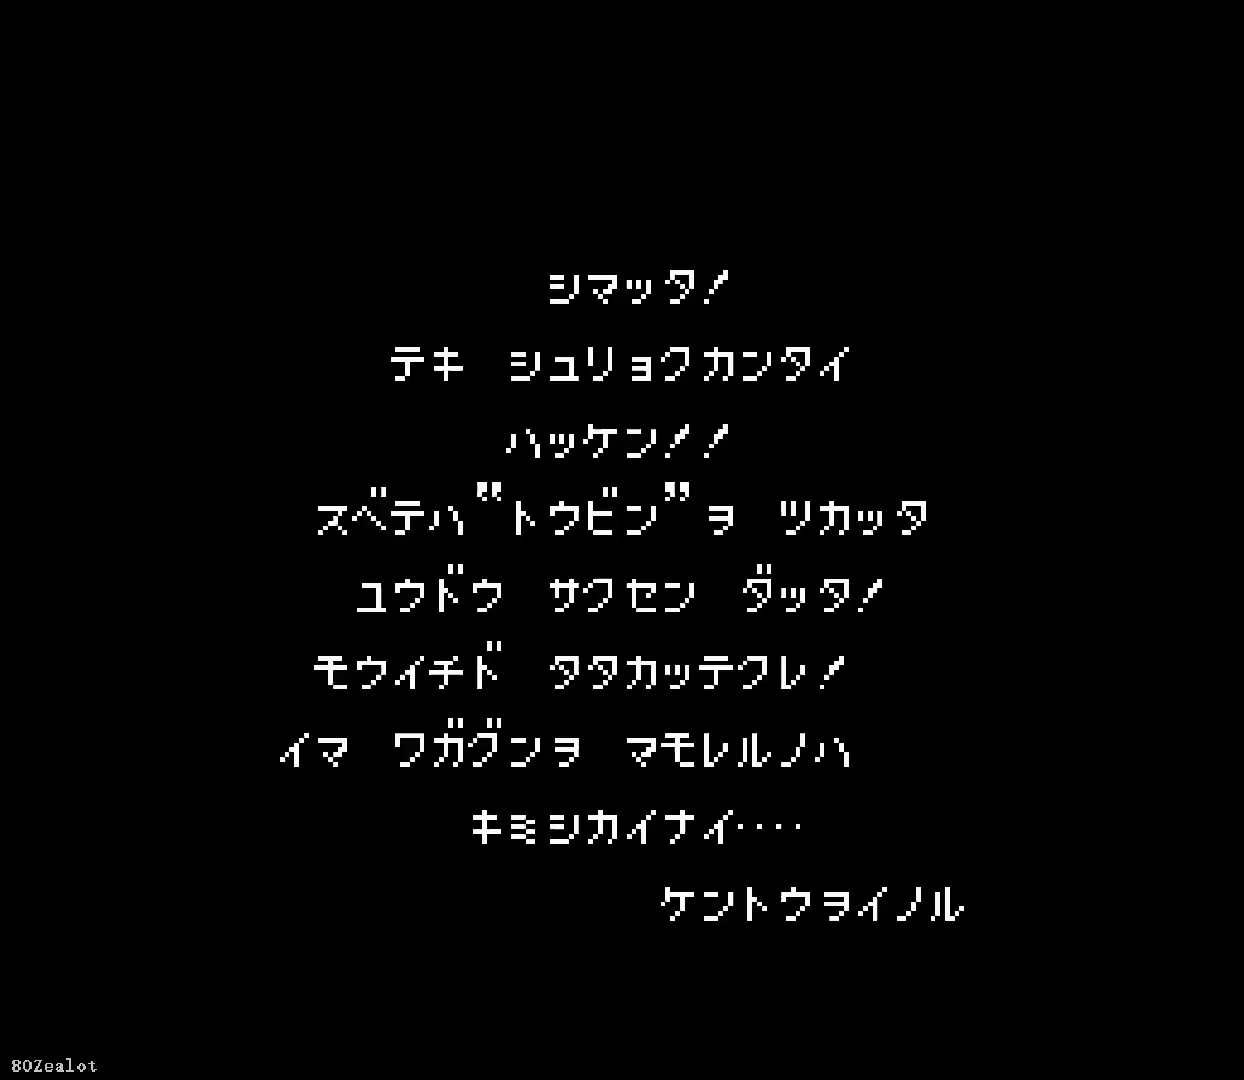 シマッタ!
テキ シュリョクカンタイ
ハッケン!!
スベテハ"トウビン"ヲ ツカッタ
ユウドウ サクセン ダッタ!
モウイチド タタカッテクレ!
イマ ワガグンヲ マモレルノハ
キミシカイナイ····
ケントウヲイノル
80Zealot